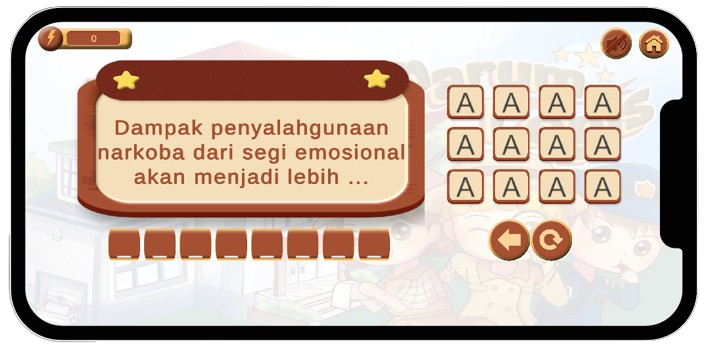 0
Dampak penyalahgunaan
narkoba dari segi emosional
akan menjadi lebih ...
A A A A
A A A A
A A A A